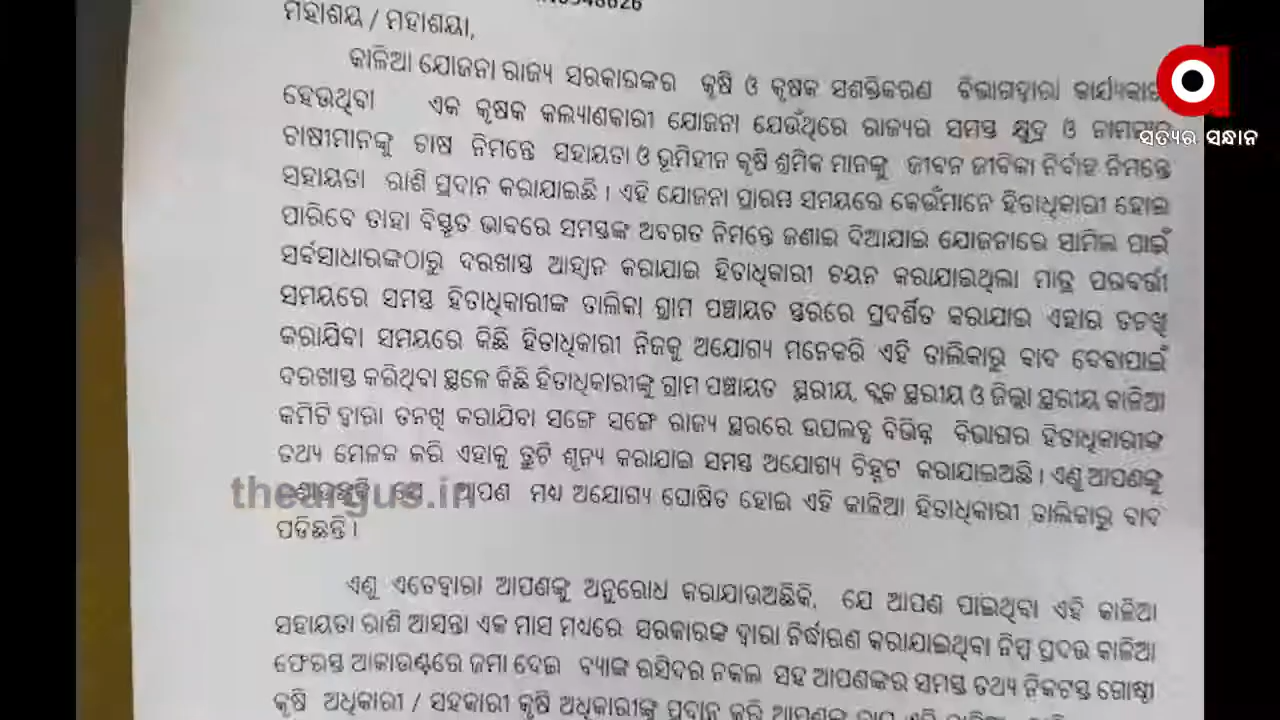 ମହାଶୟ / ମହାଶୟା,
କାଳିଆ ଯୋଜନା ରାଜ୍ୟ ସରକାରଙ୍କର କୃଷି ଓ କୃଷକ ସଶକ୍ତିକରଣ ବିଭାଗଦ୍ୱାରା
ହେଉଥିବା ଏକ କୃଷକ କଲ୍ୟାଣକାରୀ ଯୋଜନା ଯେଉଁଥିରେ ରାଜ୍ୟର ସମସ୍ତ କ୍ଷୁଦ୍ର ଓ
ସତ୍ୟର ସନ୍ଧାନ
ଚାଷୀମାନଙ୍କୁ ଚାଷ ନିମନ୍ତେ ସହାୟତା ଓ ଭୂମିହୀନ କୃଷି ଶ୍ରମିକ ମାନଙ୍କୁ ଜୀବନ ଜୀବିକା ନିର୍ବାହ ନିମନ୍ତେ
ସହାୟତା ରାଶି ପ୍ରଦାନ କରାଯାଇଛି । ଏହି ଯୋଜନା ପ୍ରାରମ୍ଭ ସମୟରେ କେଉଁମାନେ ହିତାଧିକାରୀ ହୋଇ
ପାରିବେ ତାହା ବିସ୍ତୃତ ଭାବରେ ସମସ୍ତଙ୍କ ଅବଗତ ନିମନ୍ତେ ଜଣାଇ ଦିଆଯାଇ ଯୋଜନାରେ ସାମିଲ ପାଇଁ
ସର୍ବସାଧାରଙ୍କଠାରୁ ଦରଖାସ୍ତ ଆହ୍ୱାନ କରାଯାଇ ହିତାଧିକାରୀ ଚୟନ କରାଯାଇଥିଲା ମାତ୍ର ପରବର୍ତ୍ତୀ
ସମୟରେ ସମସ୍ତ ହିତାଧିକାରୀଙ୍କ ତାଲିକା ଗ୍ରାମ ପଞ୍ଚାୟତ ସ୍ତରରେ ପ୍ରଦର୍ଶିତ କରାଯାଇ ଏହାର ତନଖି
କରାଯିବା ସମୟରେ କିଛି ହିତାଧିକାରୀ ନିଜକୁ ଅଯୋଗ୍ୟ ମନେକରି ଏହି ତାଲିକାରୁ ବାଦ ଦେବାପାଇଁ
ଦରଖାସ୍ତ କରିଥିବା ସ୍ଥଳେ କିଛି ହିତାଧିକାରୀଙ୍କୁ ଗ୍ରାମ ପଞ୍ଚାୟତ ସ୍ତରୀୟ, ବ୍ଲକ ସ୍ତରୀୟ ଓ ଜିଲ୍ଲା ସ୍ତରୀୟ କାଳିଆ
କମିଟି ଦ୍ୱାରା ତନଖି କରାଯିବା ସଙ୍ଗେ ସଙ୍ଗେ ରାଜ୍ୟ ସ୍ତରରେ ଉପଲବ୍ଧ ବିଭିନ୍ନ ବିଭାଗର ହିତାଧିକାରୀଙ୍କ
ତଥ୍ୟ ମେଳକ କରି ଏହାକୁ ତ୍ରୁଟି ଶୂନ୍ୟ କରାଯାଇ ସମସ୍ତ ଅଯୋଗ୍ୟ ଚିହ୍ନଟ କରାଯାଇଅଛି । ଏଣୁ ଆପଣଙ୍କୁ
theargus.in ଆପଣ ମଧ୍ୟ ଅଯୋଗ୍ୟ ଘୋଷିତ ହୋଇ ଏହି କାଳିଆ ହିତାଧିକାରୀ ତାଲିକାରୁ ବାଦ
ପଡିଛନ୍ତି ।
ଏଣୁ ଏତେଦ୍ୱାରା ଆପଣଙ୍କୁ ଅନୁରୋଧ କରାଯାଉଅଛିକି, ଯେ ଆପଣ ପାଇଥିବା ଏହି କାଳିଆ
ସହାୟତା ରାଶି ଆସନ୍ତା ଏକ ମାସ ମଧ୍ୟରେ ସରକାରଙ୍କ ଦ୍ୱାରା ନିର୍ଦ୍ଧାରଣ କରାଯାଇଥିବା ନିମ୍ନ ପ୍ରଦତ୍ତ କାଳିଆ
ଫେରସ୍ତ ଆକାଉଣ୍ଟରେ ଜମା ଦେଇ ବ୍ୟାଙ୍କ ରସିଦର ନକଲ ସହ ଆପଣଙ୍କର ସମସ୍ତ ତଥ୍ୟ ନିକଟସ୍ତ ଗୋଷ୍ଠୀ
କୃଷି ଅଧିକାରୀ / ସହକାରୀ କୃଷି ଅଧିକାରୀଙ୍କୁ ପ୍ରଦାନ କରି